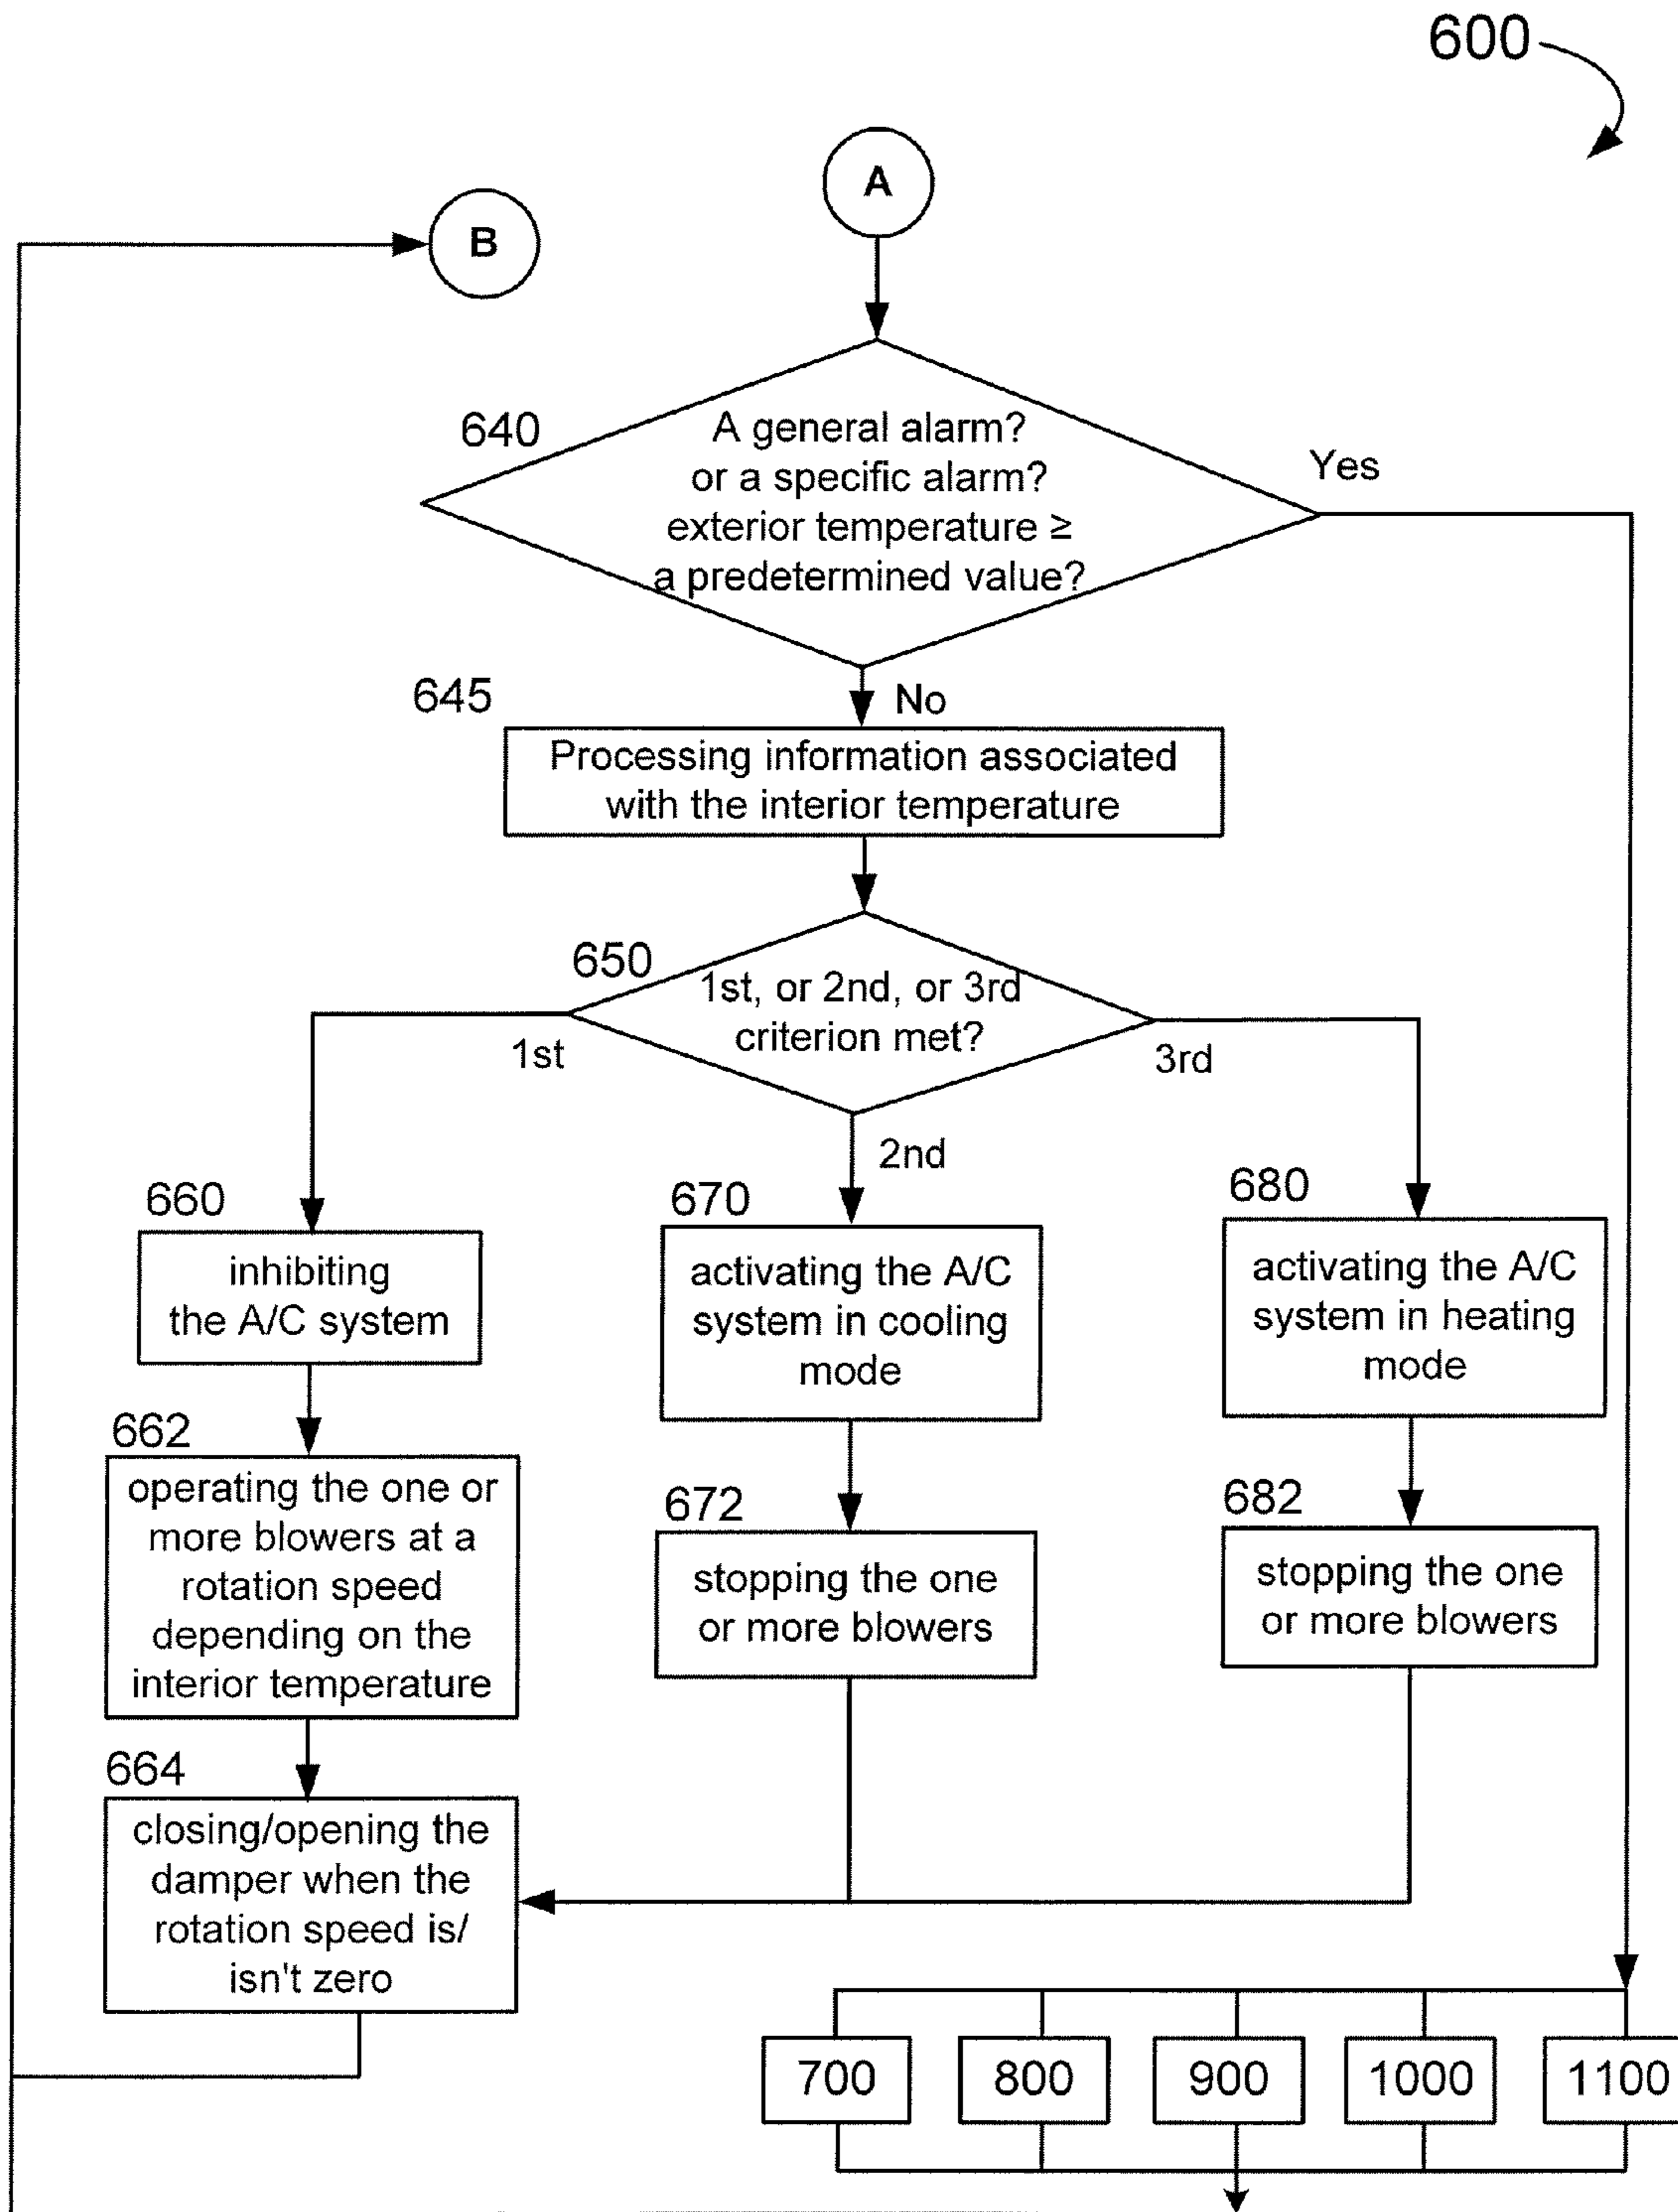 600
A
B
640
A general alarm?
or a specific alarm?
exterior temperature ≥
a predetermined value?
Yes
No
645
Processing information associated
with the interior temperature
650
1st, or 2nd, or 3rd
criterion met?
1st
2nd
3rd
660
inhibiting
the A/C system
670
activating the A/C
system in cooling
mode
680
activating the A/C
system in heating
mode
662
operating the one or
more blowers at a
rotation speed
depending on the
interior temperature
672
stopping the one
or more blowers
682
stopping the one
or more blowers
664
closing/opening the
damper when the
rotation speed is/
isn't zero
700
800
900
1000
1100